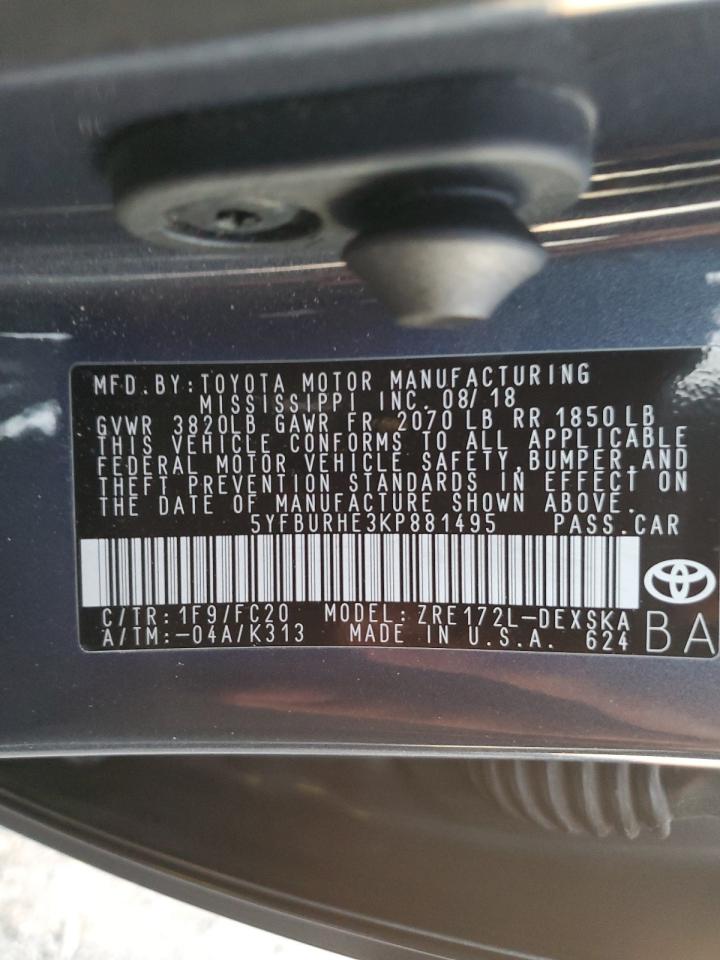 MFD.BY:TOYOTA MOTOR MANUFACTURING
MISSISSIPPI INC. 08/18
GVWR 3820LB GAWR FR 2070 LB RR 1850 LB
THIS VEHICLE CONFORMS TO ALL APPLICABLE
FEDERAL MOTOR VEHICLE SAFETY,BUMPER,AND
THEFT PREVENTION STANDARDS IN EFFECT ON
THE DATE OF MANUFACTURE SHOWN ABOVE.
5YFBURHE3KP881495 PASS.CAR
C/TR:1F9/FC20 MODEL:ZRE172L-DEXSKA
A/TM:-04A/K313 MADE IN U.S.A. 624
BA